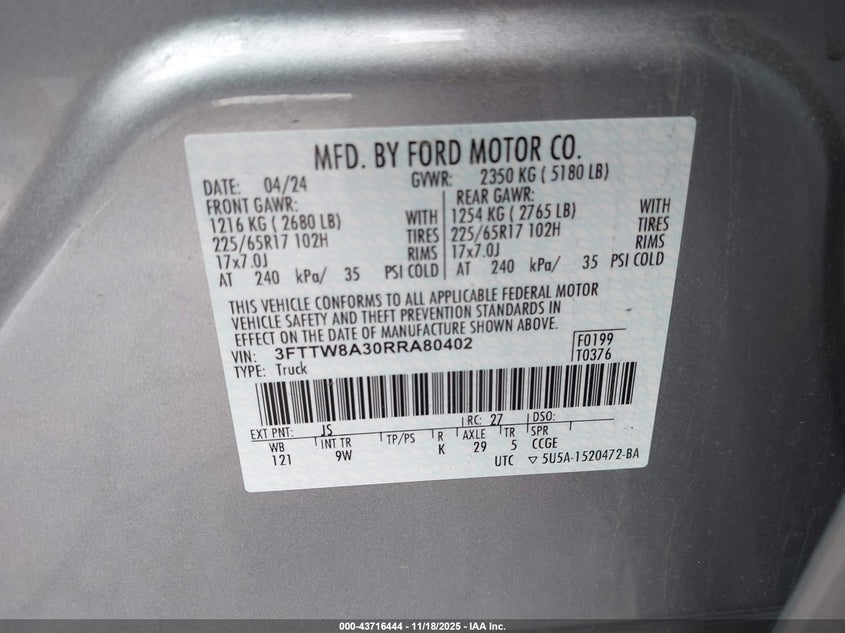 MFD. BY FORD MOTOR CO.
DATE: 04/24 GVWR: 2350 KG ( 5180 LB)
FRONT GAWR: REAR GAWR:
1216 KG ( 2680 LB) WITH 1254 KG ( 2765 LB) WITH
225/65R17 102H TIRES 225/65R17 102H TIRES
17x7.0J RIMS 17x7.0J RIMS
AT 240 kPa/ 35 PSI COLD AT 240 kPa/ 35 PSI COLD
THIS VEHICLE CONFORMS TO ALL APPLICABLE FEDERAL MOTOR
VEHICLE SAFETY AND THEFT PREVENTION STANDARDS IN
EFFECT ON THE DATE OF MANUFACTURE SHOWN ABOVE.
VIN: 3FTTW8A30RRA80402 F0199
TYPE: Truck T0376
EXT PNT: JS RC: 27 DSO:
WB INT TR TP/PS R AXLE TR SPR
121 9W K 29 5 CCGE
UTC ▽ 5U5A-1520472-BA
000-43716444 | 11/18/2025 - IAA Inc.